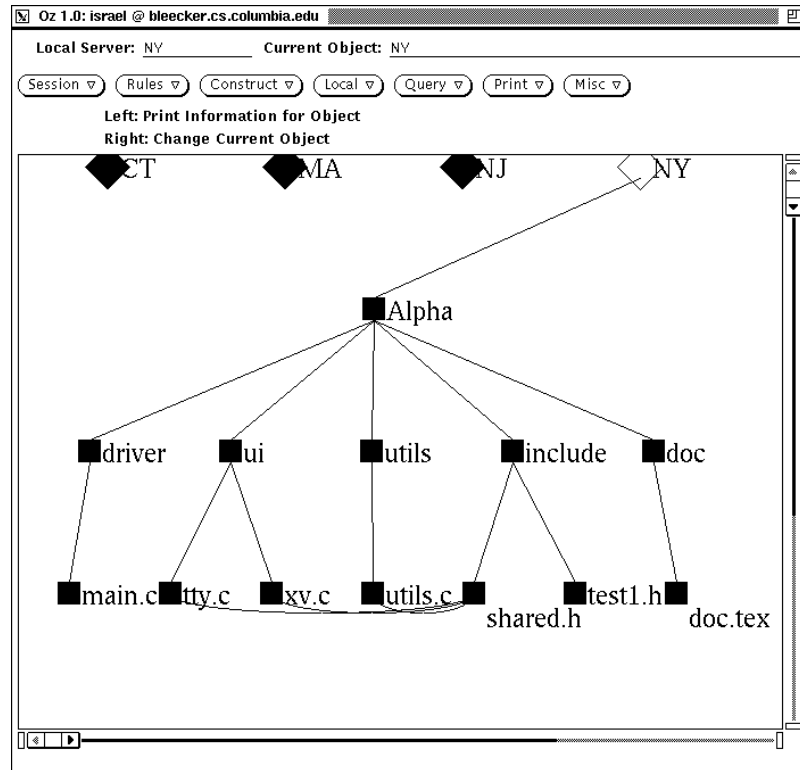 Oz 1.0: israel @ bleecker.cs.columbia.edu
Local Server: NY Current Object: NY
Session Rules Construct Local Query Print Misc
Left: Print Information for Object
Right: Change Current Object
CT MA NJ NY
Alpha
driver ui utils include doc
main.c tty.c xv.c utils.c test1.h
shared.h doc.tex